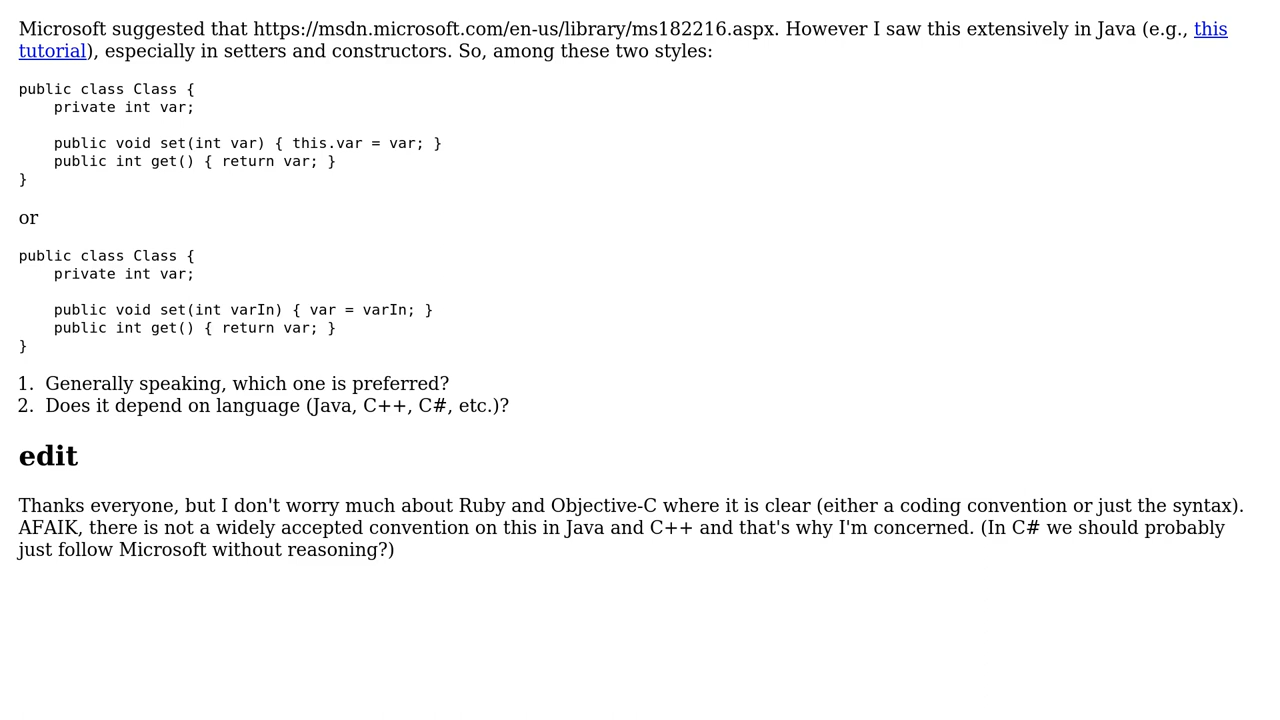 Microsoft suggested that https://msdn.microsoft.com/en-us/library/ms182216.aspx. However I saw this extensively in Java (e.g., this
tutorial), especially in setters and constructors. So, among these two styles:
public class Class {
    private int var;
    public void set(int var) { this.var = var; }
    public int get() { return var; }
}
or
public class Class {
    private int var;
    public void set(int varIn) { var = varIn; }
    public int get() { return var; }
}
1. Generally speaking, which one is preferred?
2. Does it depend on language (Java, C++, C#, etc.)?
edit
Thanks everyone, but I don't worry much about Ruby and Objective-C where it is clear (either a coding convention or just the syntax).
AFAIK, there is not a widely accepted convention on this in Java and C++ and that's why I'm concerned. (In C# we should probably
just follow Microsoft without reasoning?)